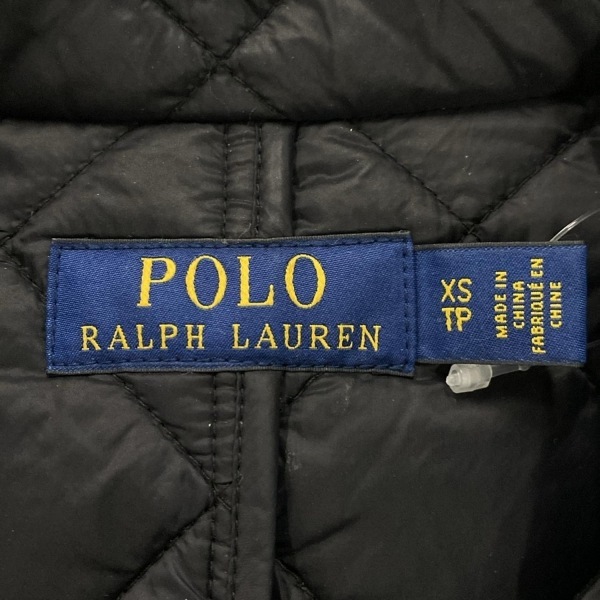 POLO
RALPH LAUREN
XS
TP
MADE IN
CHINA
FABRIQUÉ EN
CHINE